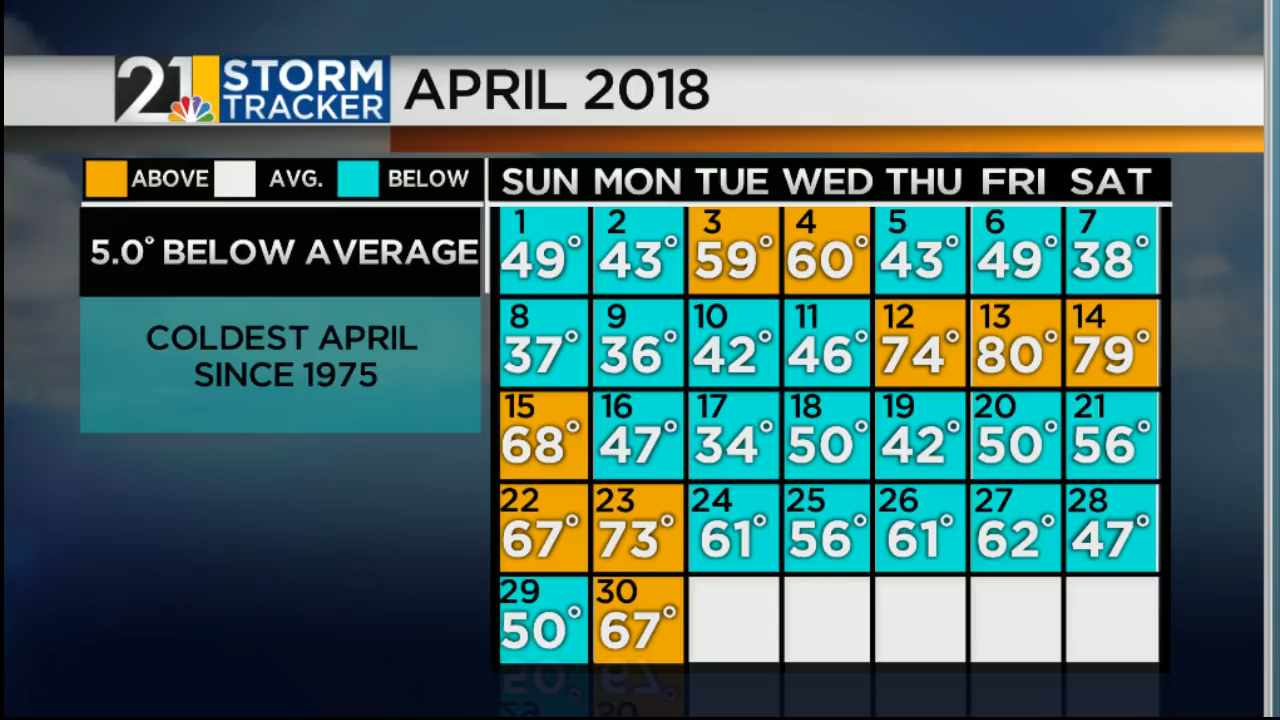 21 STORM TRACKER APRIL 2018
ABOVE AVG. BELOW
5.0° BELOW AVERAGE
COLDEST APRIL
SINCE 1975
SUN MON TUE WED THU FRI SAT
1 2 3 4 5 6 7
49° 43° 59° 60° 43° 49° 38°
8 9 10 11 12 13 14
37° 36° 42° 46° 74° 80° 79°
15 16 17 18 19 20 21
68° 47° 34° 50° 42° 50° 56°
22 23 24 25 26 27 28
67° 73° 61° 56° 61° 62° 47°
29 30
50° 67°